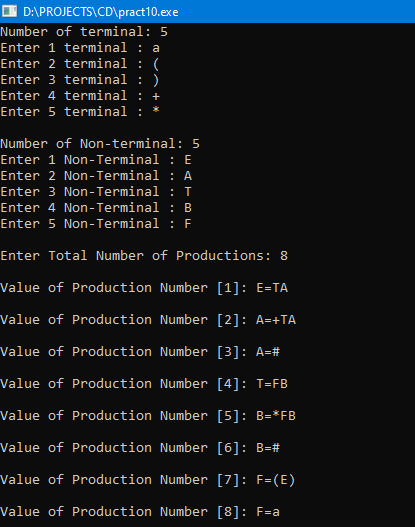 D:\PROJECTS\CD\pract10.exe
Number of terminal: 5
Enter 1 terminal : a
Enter 2 terminal : (
Enter 3 terminal : )
Enter 4 terminal : +
Enter 5 terminal : *
Number of Non-terminal: 5
Enter 1 Non-Terminal : E
Enter 2 Non-Terminal : A
Enter 3 Non-Terminal : T
Enter 4 Non-Terminal : B
Enter 5 Non-Terminal : F
Enter Total Number of Productions: 8
Value of Production Number [1]: E=TA
Value of Production Number [2]: A=+TA
Value of Production Number [3]: A=#
Value of Production Number [4]: T=FB
Value of Production Number [5]: B=*FB
Value of Production Number [6]: B=#
Value of Production Number [7]: F=(E)
Value of Production Number [8]: F=a